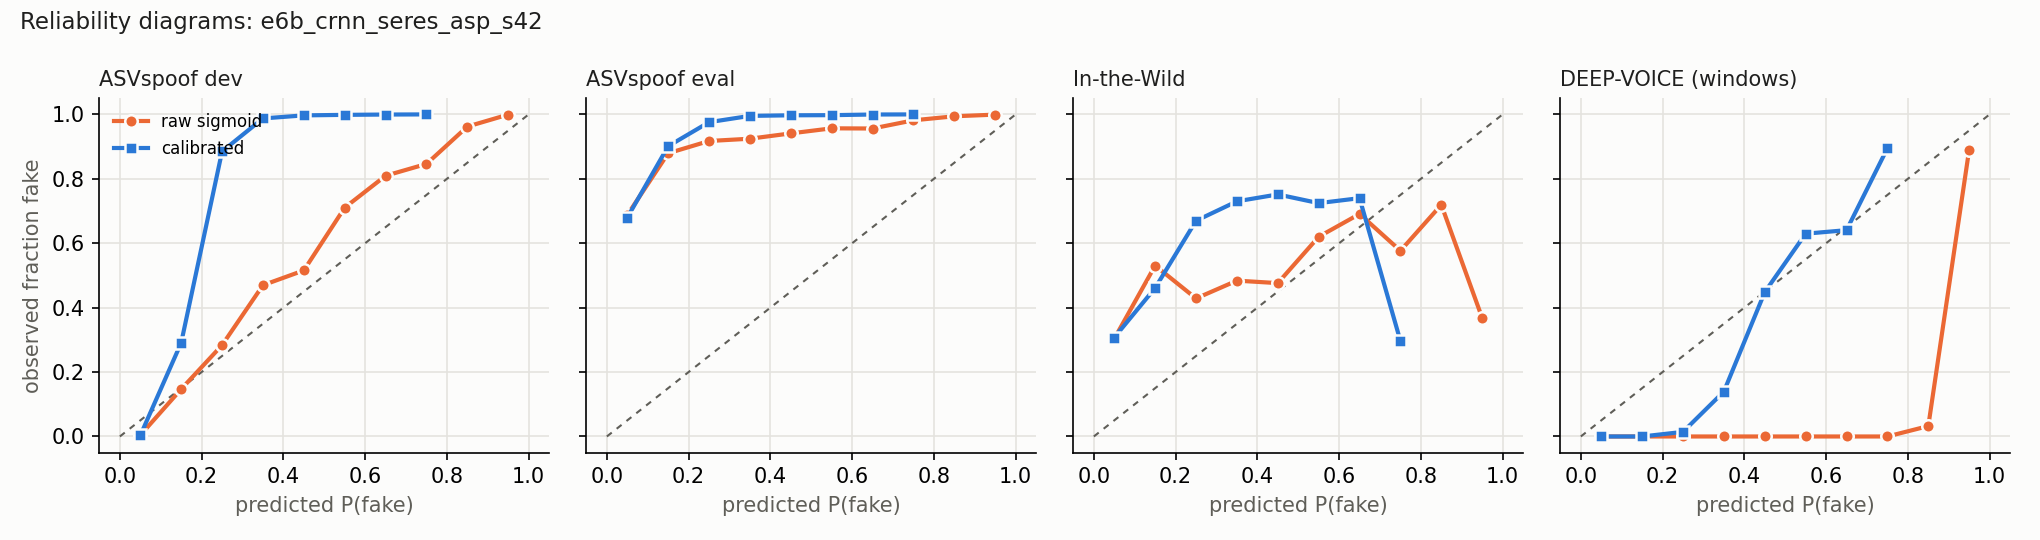 Reliability diagrams: e6b_crnn_seres_asp_s42
ASVspoof dev
ASVspoof eval
In-the-Wild
DEEP-VOICE (windows)
observed fraction fake
1.0
0.8
0.6
0.4
0.2
0.0
raw sigmoid
calibrated
0.0 0.2 0.4 0.6 0.8 1.0
0.0 0.2 0.4 0.6 0.8 1.0
0.0 0.2 0.4 0.6 0.8 1.0
0.0 0.2 0.4 0.6 0.8 1.0
predicted P(fake)
predicted P(fake)
predicted P(fake)
predicted P(fake)